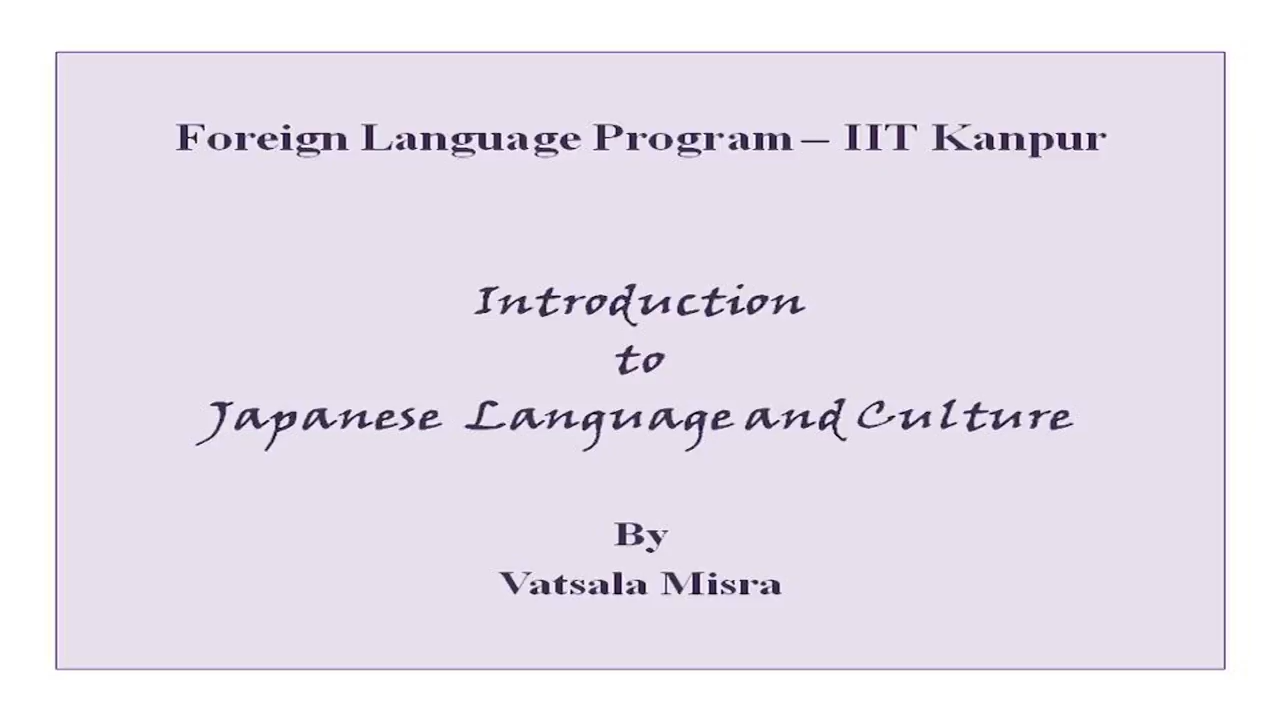 Foreign Language Program – IIT Kanpur
Introduction
to
Japanese Language and Culture
By
Vatsala Misra